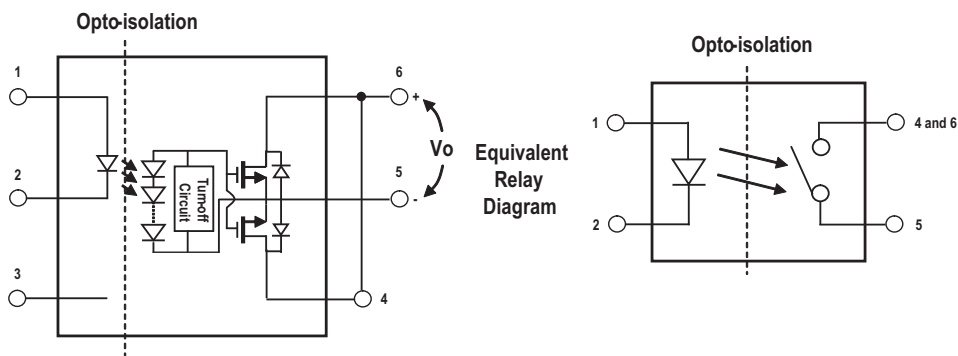 Opto-isolation
1
2
3
Turn-off
Circuit
6
+
Vo
5
-
4
Equivalent
Relay
Diagram
Opto-isolation
1
2
4 and 6
5